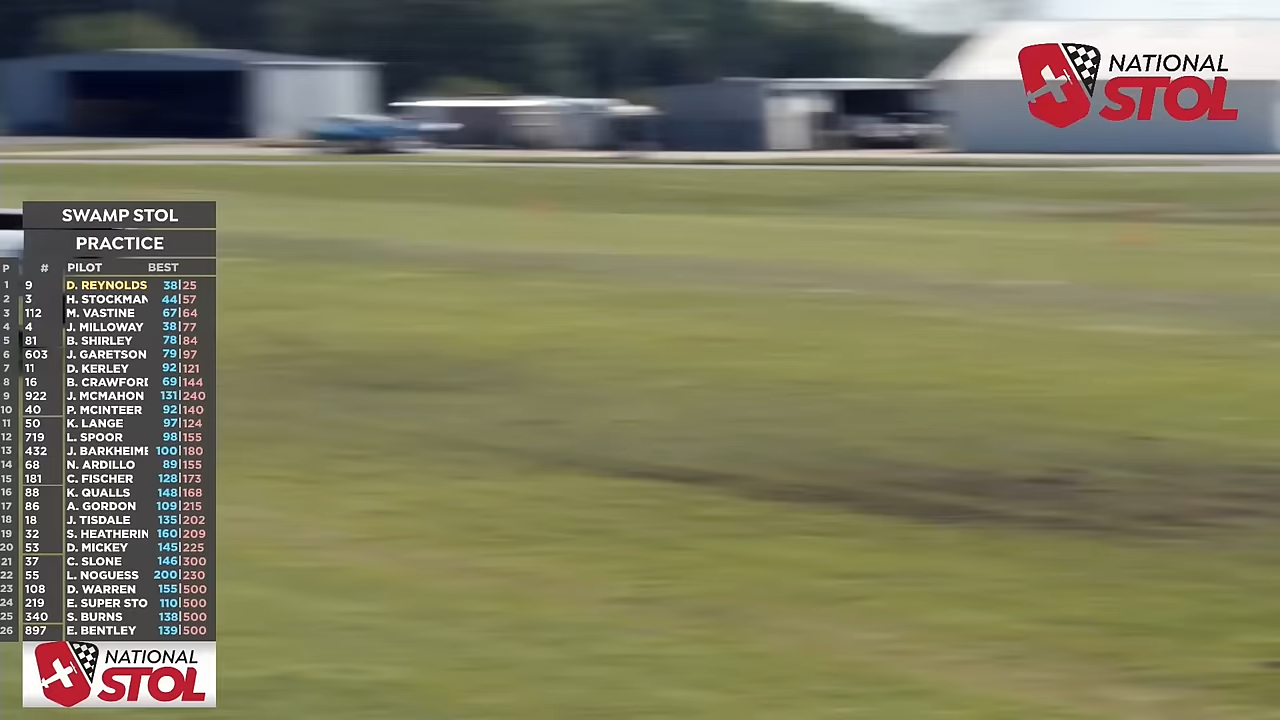 NATIONAL
STOL
SWAMP STOL
PRACTICE
P # PILOT BEST
1 9 D. REYNOLDS 38|25
2 3 H. STOCKMAN 44|57
3 112 M. VASTINE 67|64
4 4 J. MILLOWAY 38|77
5 81 B. SHIRLEY 78|84
6 603 J. GARETSON 79|97
7 11 D. KERLEY 92|121
8 16 B. CRAWFORD 69|144
9 922 J. MCMAHON 131|240
10 40 P. MCINTEER 92|140
11 50 K. LANGE 97|124
12 719 L. SPOOR 98|155
13 432 J. BARKHEIME 100|180
14 68 N. ARDILLO 89|155
15 181 C. FISCHER 128|173
16 88 K. QUALLS 148|168
17 86 A. GORDON 109|215
18 18 J. TISDALE 135|202
19 32 S. HEATHERIN 160|209
20 53 D. MICKEY 145|225
21 37 C. SLONE 146|300
22 55 L. NOGUESS 200|230
23 108 D. WARREN 155|500
24 219 E. SUPER STO 110|500
25 340 S. BURNS 138|500
26 897 E. BENTLEY 139|500
NATIONAL
STOL